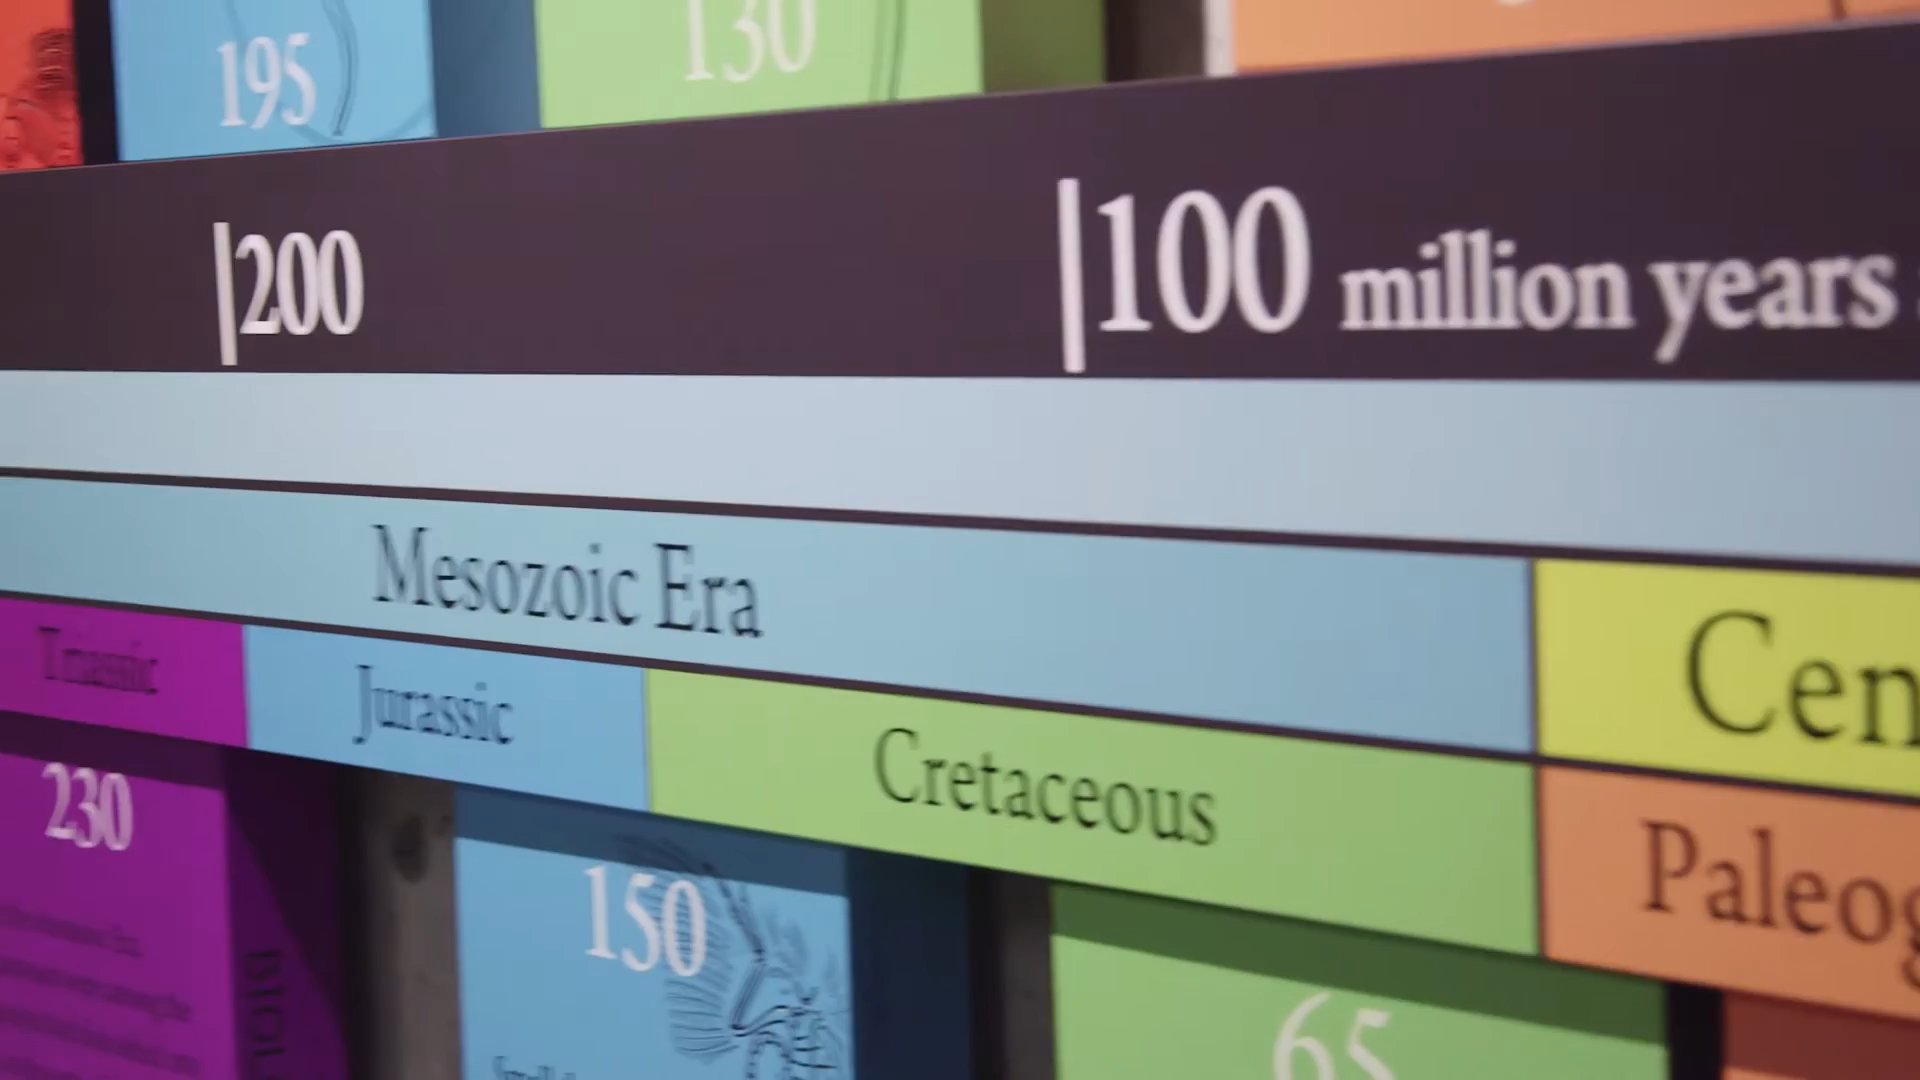 195
130
200
100 million years
Mesozoic Era
Cen
Triassic
Jurassic
Cretaceous
Paleog
230
150
65